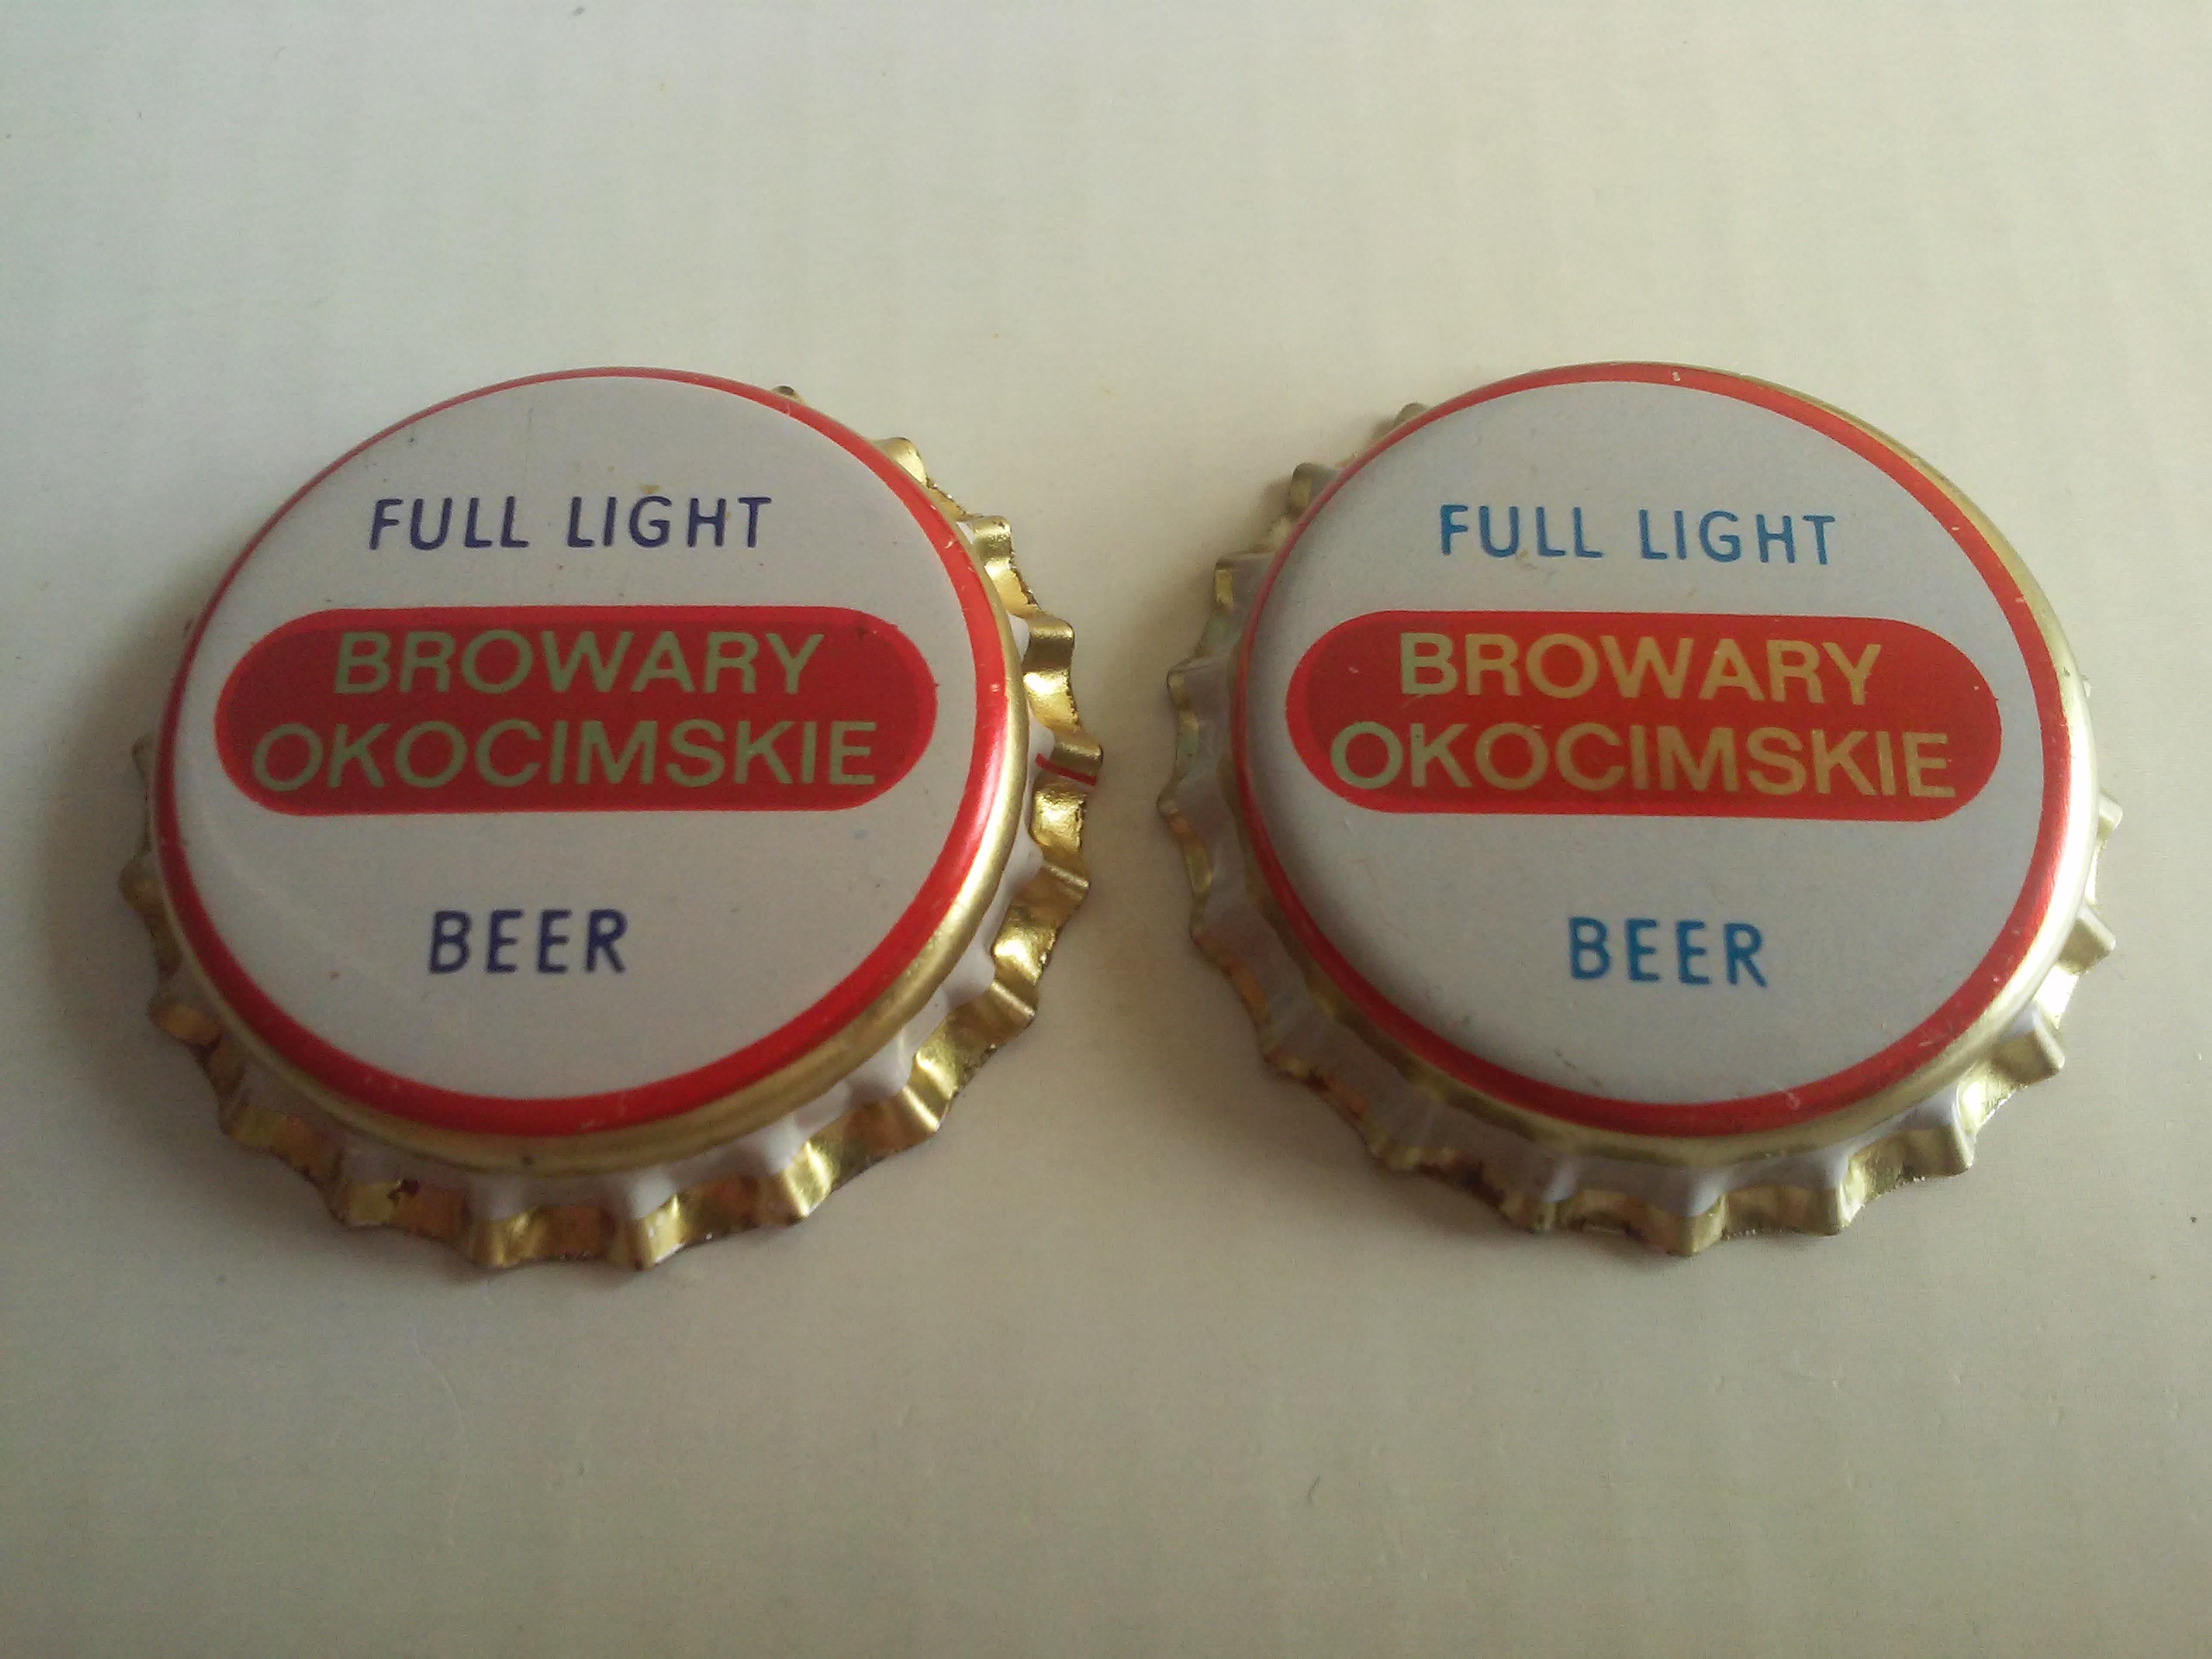 FULL LIGHT
BROWARY
OKOCIMSKIE
BEER
FULL LIGHT
BROWARY
OKOCIMSKIE
BEER